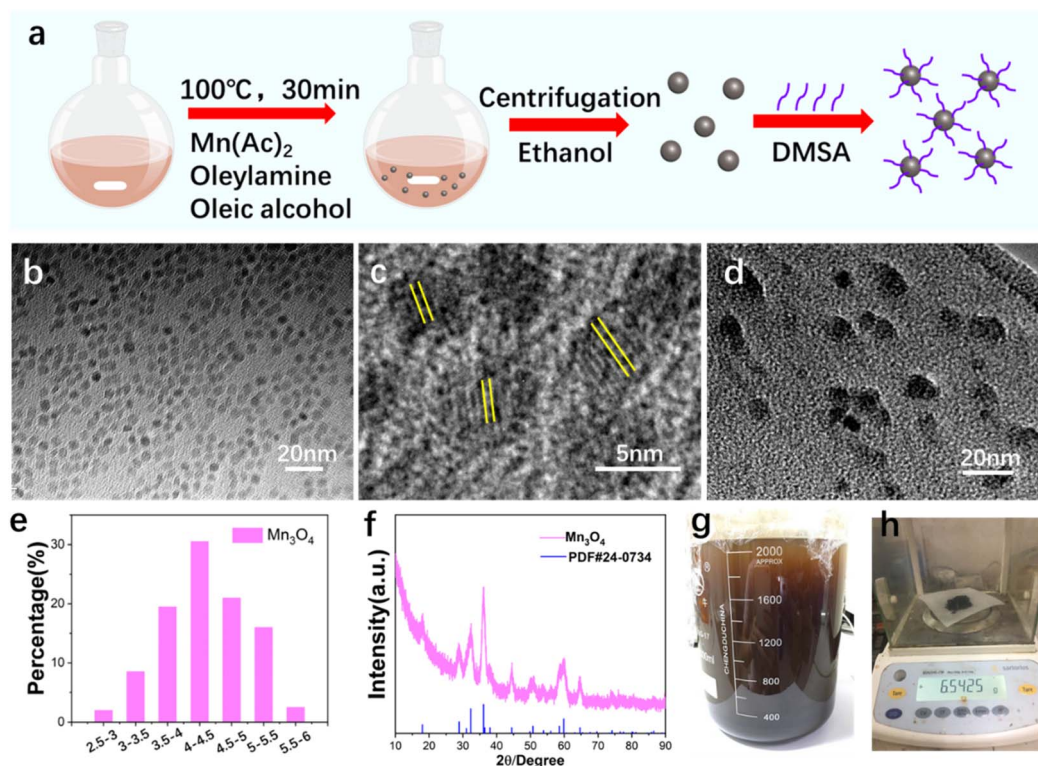 a
100℃，30min
Mn(Ac)₂
Oleylamine
Oleic alcohol
Centrifugation
Ethanol
DMSA
b
20nm
c
5nm
d
20nm
e
Mn₃O₄
Percentage(%)
30
20
10
0
2.5-3 3-3.5 3.5-4 4-4.5 4.5-5 5-5.5 5.5-6
f
Mn₃O₄
PDF#24-0734
Intensity(a.u.)
10 20 30 40 50 60 70 80 90
2θ/Degree
g
2000
APPROX
1600
1200
800
400
CHENGDU CHINA
h
sartorius
6.5425 g